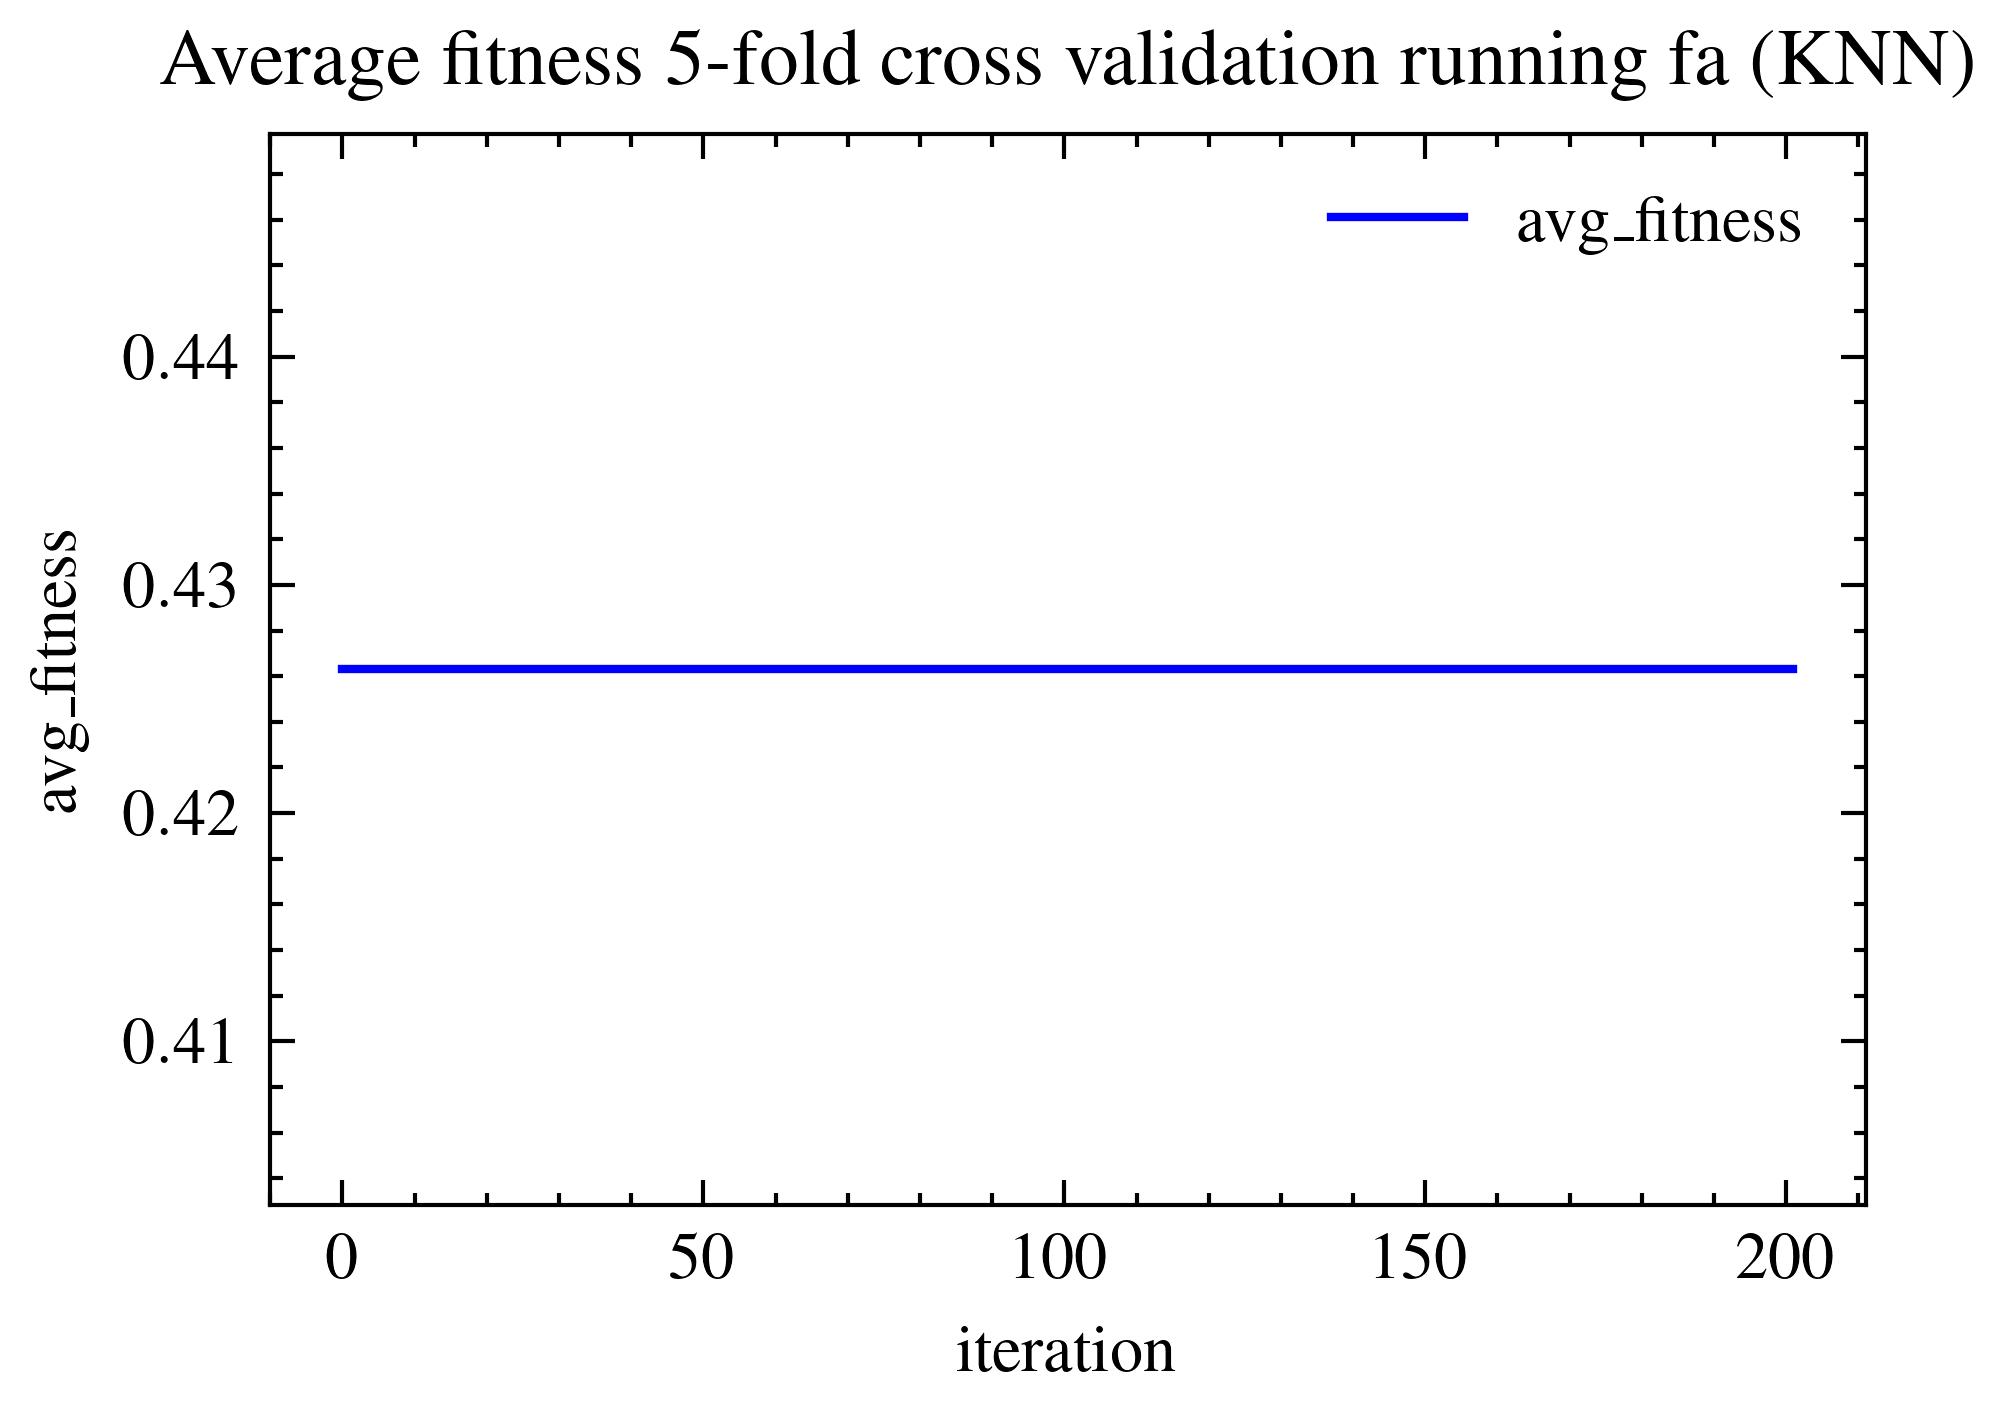 Average fitness 5-fold cross validation running fa (KNN)
avg_fitness
0.44
0.43
0.42
0.41
avg_fitness
0 50 100 150 200
iteration